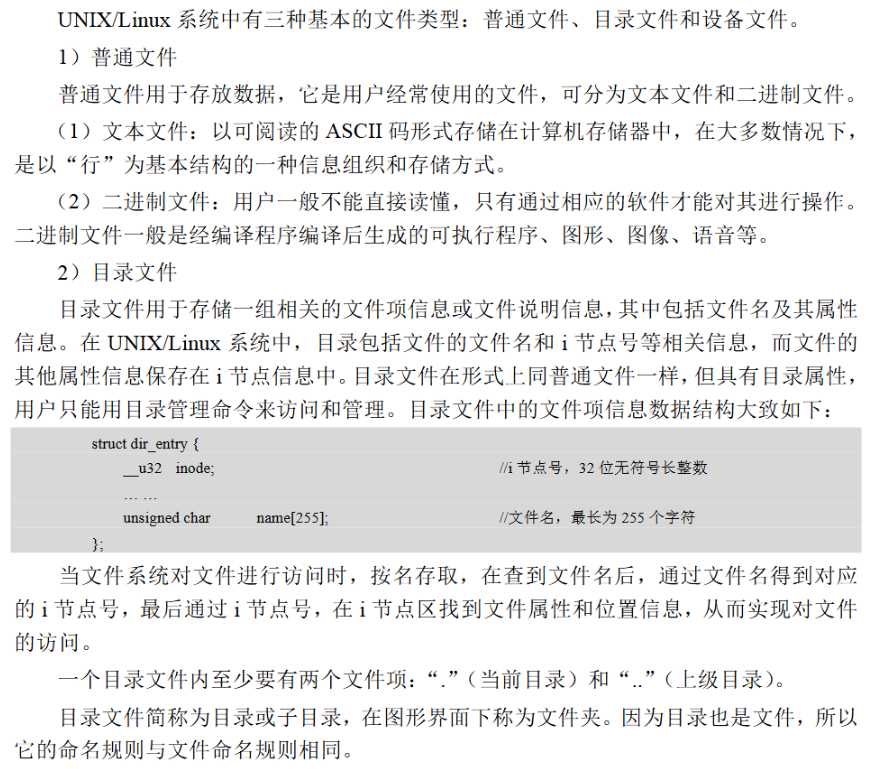 UNIX/Linux 系统中有三种基本的文件类型：普通文件、目录文件和设备文件。
1）普通文件
普通文件用于存放数据，它是用户经常使用的文件，可分为文本文件和二进制文件。
（1）文本文件：以可阅读的 ASCII 码形式存储在计算机存储器中，在大多数情况下，
是以“行”为基本结构的一种信息组织和存储方式。
（2）二进制文件：用户一般不能直接读懂，只有通过相应的软件才能对其进行操作。
二进制文件一般是经编译程序编译后生成的可执行程序、图形、图像、语音等。
2）目录文件
目录文件用于存储一组相关的文件项信息或文件说明信息，其中包括文件名及其属性
信息。在 UNIX/Linux 系统中，目录包括文件的文件名和 i 节点号等相关信息，而文件的
其他属性信息保存在 i 节点信息中。目录文件在形式上同普通文件一样，但具有目录属性，
用户只能用目录管理命令来访问和管理。目录文件中的文件项信息数据结构大致如下：
struct dir_entry {
__u32 inode; //i 节点号，32 位无符号长整数
… …
unsigned char name[255]; //文件名，最长为 255 个字符
};
当文件系统对文件进行访问时，按名存取，在查到文件名后，通过文件名得到对应
的 i 节点号，最后通过 i 节点号，在 i 节点区找到文件属性和位置信息，从而实现对文件
的访问。
一个目录文件内至少要有两个文件项：“.”（当前目录）和“..”（上级目录）。
目录文件简称为目录或子目录，在图形界面下称为文件夹。因为目录也是文件，所以
它的命名规则与文件命名规则相同。